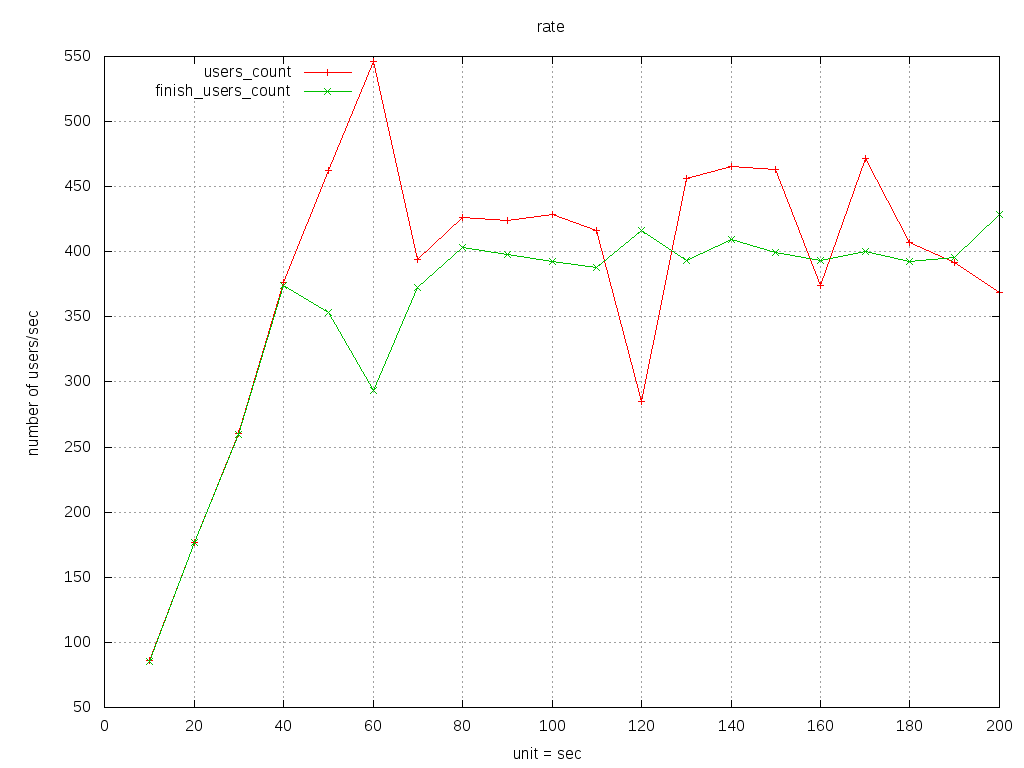 rate
users_count
finish_users_count
550
500
450
400
350
300
250
200
150
100
50
number of users/sec
0 20 40 60 80 100 120 140 160 180 200
unit = sec